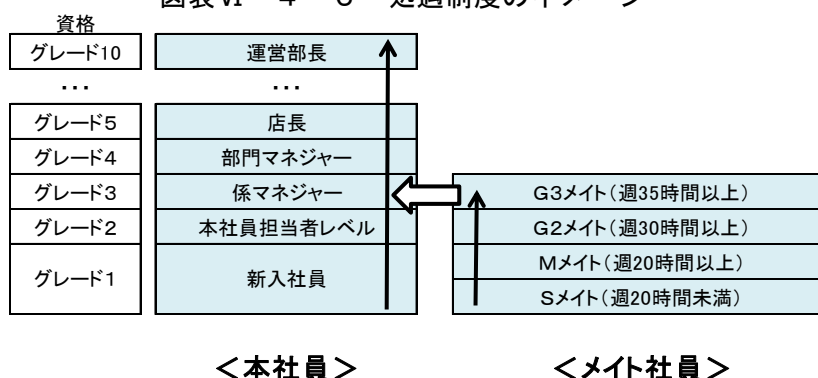 資格
グレード10 運営部長
... ...
グレード5 店長
グレード4 部門マネジャー
グレード3 係マネジャー G3メイト(週35時間以上)
グレード2 本社員担当者レベル G2メイト(週30時間以上)
グレード1 新入社員 Mメイト(週20時間以上)
Sメイト(週20時間未満)
<本社員> <メイト社員>